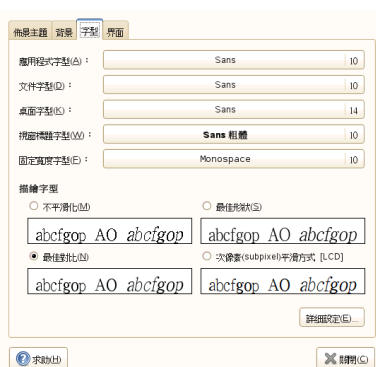 佈景主題 背景 字型 界面
應用程式字型(A)： Sans 10
文件字型(D)： Sans 10
桌面字型(K)： Sans 14
視窗標題字型(W)： Sans 粗體 10
固定寬度字型(F)： Monospace 10
描繪字型
不平滑化(M) 最佳形狀(S)
abcfgop AO abcfgop abcfgop AO abcfgop
最佳對比(N) 次像素(subpixel)平滑方式 [LCD]
abcfgop AO abcfgop abcfgop AO abcfgop
詳細設定(E)...
求助(H) 關閉(C)